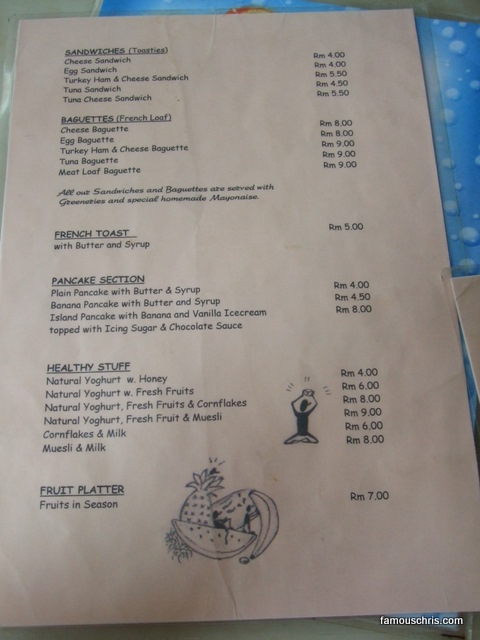 SANDWICHES (Toasties)
Cheese Sandwich Rm 4.00
Egg Sandwich Rm 4.00
Turkey Ham & Cheese Sandwich Rm 5.50
Tuna Sandwich Rm 4.50
Tuna Cheese Sandwich Rm 5.50
BAGUETTES (French Loaf)
Cheese Baguette Rm 8.00
Egg Baguette Rm 8.00
Turkey Ham & Cheese Baguette Rm 9.00
Tuna Baguette Rm 9.00
Meat Loaf Baguette Rm 9.00
All our Sandwiches and Baguettes are served with
Greeneries and special homemade Mayonaise.
FRENCH TOAST Rm 5.00
with Butter and Syrup
PANCAKE SECTION
Plain Pancake with Butter & Syrup Rm 4.00
Banana Pancake with Butter and Syrup Rm 4.50
Island Pancake with Banana and Vanilla Icecream Rm 8.00
topped with Icing Sugar & Chocolate Sauce
HEALTHY STUFF
Natural Yoghurt w. Honey Rm 4.00
Natural Yoghurt w. Fresh Fruits Rm 6.00
Natural Yoghurt, Fresh Fruits & Cornflakes Rm 8.00
Natural Yoghurt, Fresh Fruit & Muesli Rm 9.00
Cornflakes & Milk Rm 6.00
Muesli & Milk Rm 8.00
FRUIT PLATTER Rm 7.00
Fruits in Season
famouschris.com